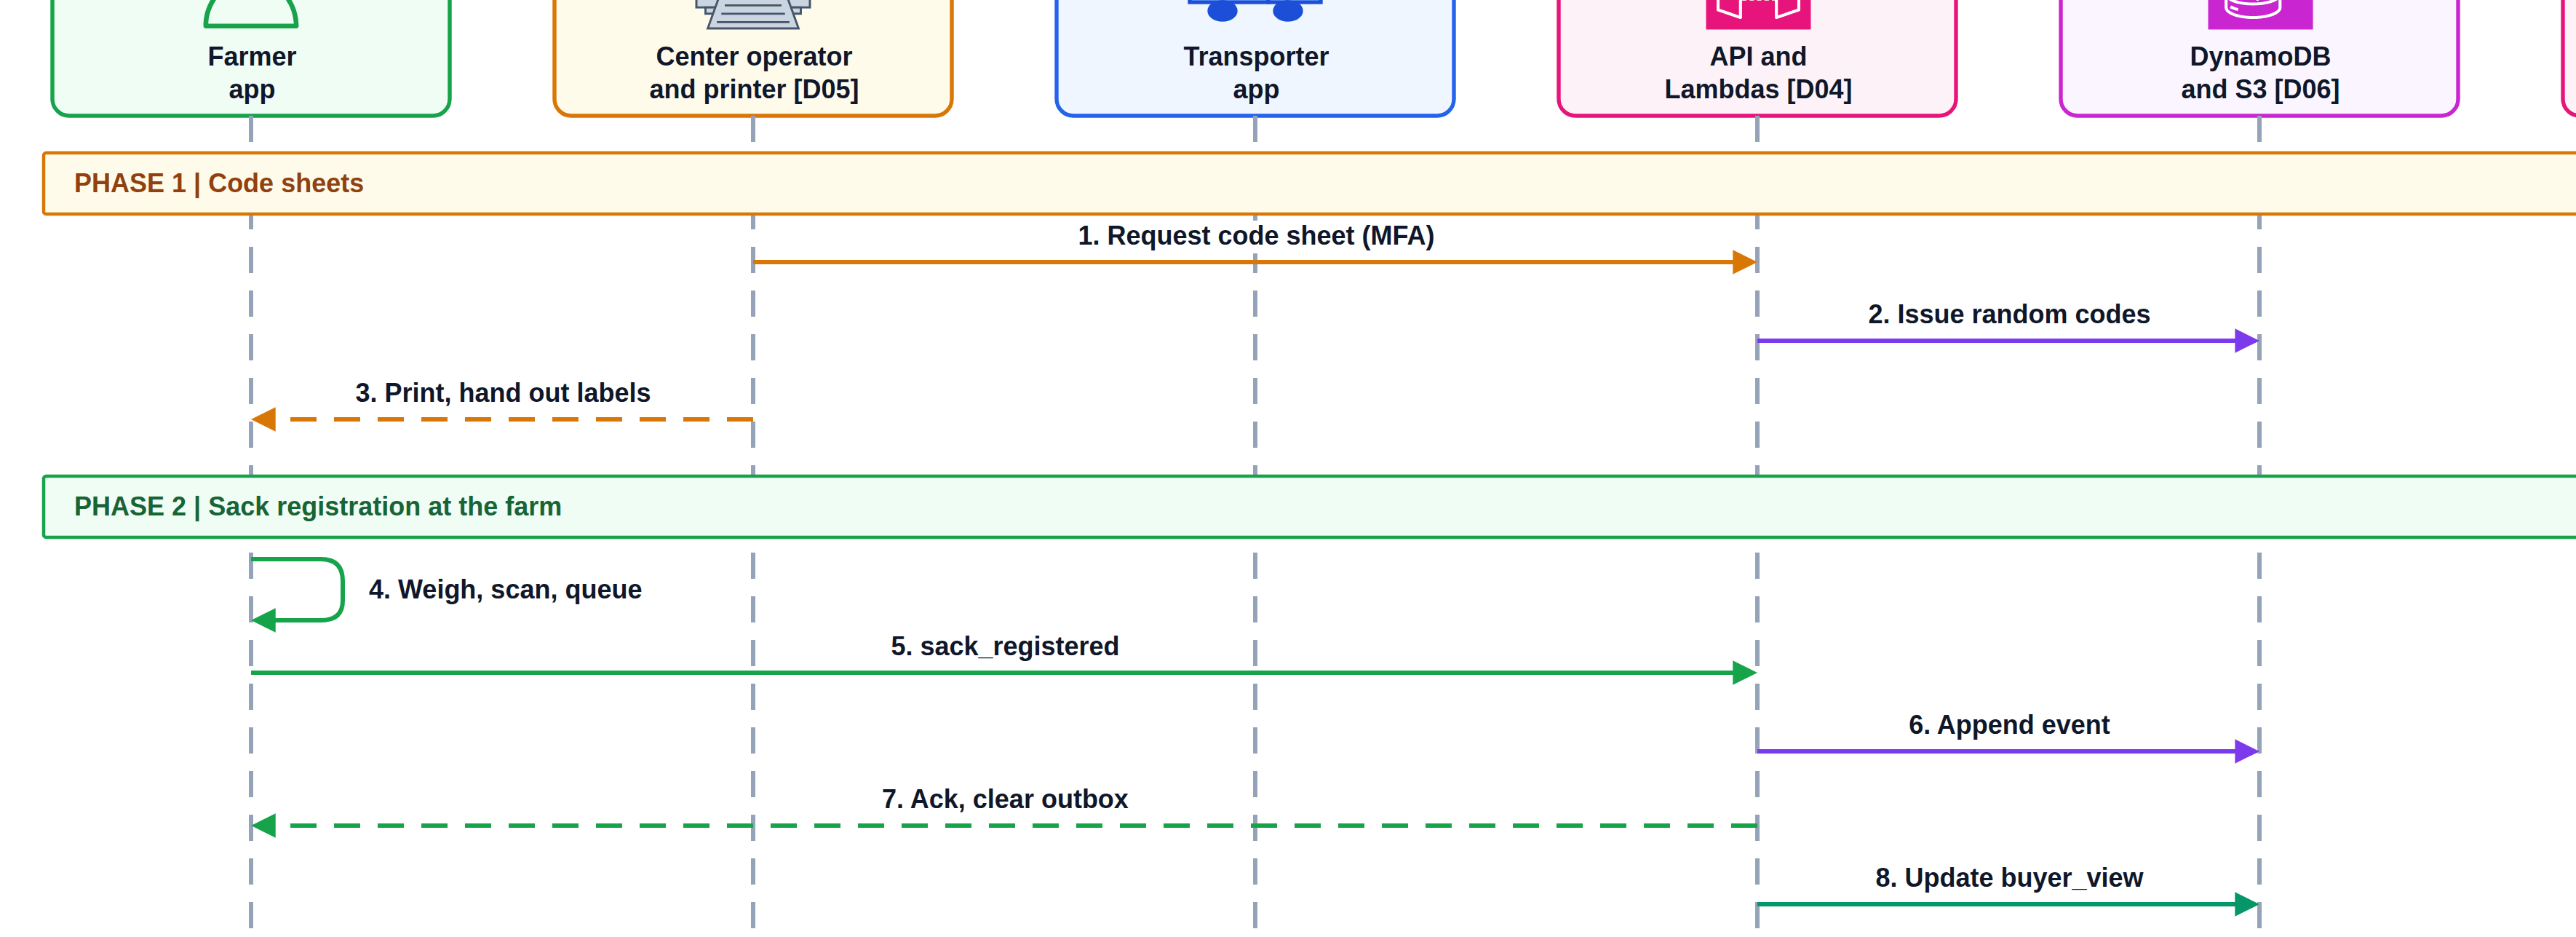 Farmer
app
Center operator
and printer [D05]
Transporter
app
API and
Lambdas [D04]
DynamoDB
and S3 [D06]
PHASE 1 | Code sheets
1. Request code sheet (MFA)
2. Issue random codes
3. Print, hand out labels
PHASE 2 | Sack registration at the farm
4. Weigh, scan, queue
5. sack_registered
6. Append event
7. Ack, clear outbox
8. Update buyer_view